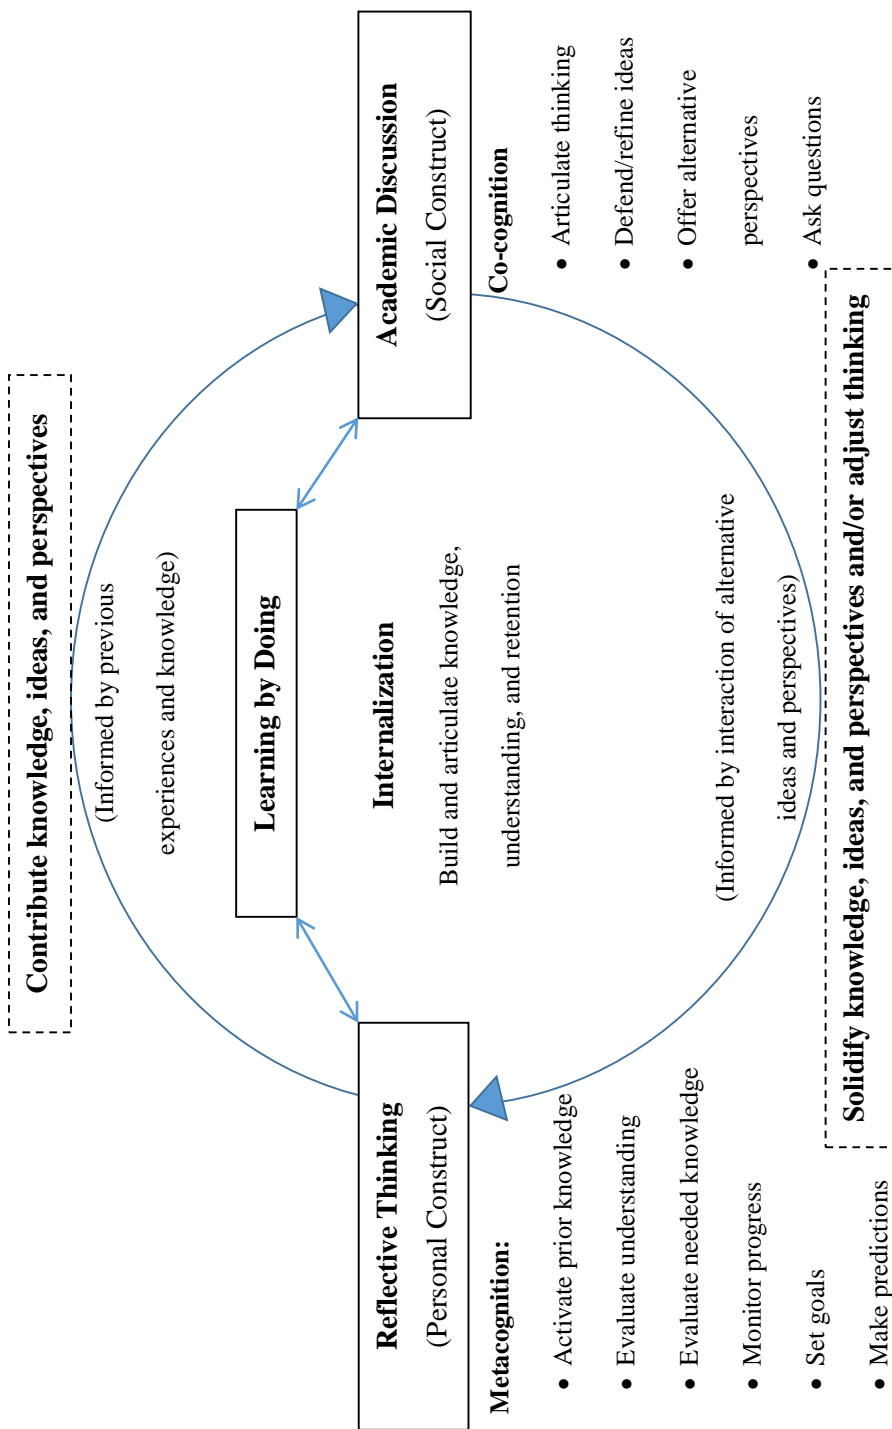 Contribute knowledge, ideas, and perspectives
(Informed by previous
experiences and knowledge)
Learning by Doing
Reflective Thinking
(Personal Construct)
Academic Discussion
(Social Construct)
Internalization
Build and articulate knowledge,
understanding, and retention
Metacognition:
● Activate prior knowledge
● Evaluate understanding
● Evaluate needed knowledge
● Monitor progress
● Set goals
● Make predictions
Co-cognition
● Articulate thinking
● Defend/refine ideas
● Offer alternative
perspectives
● Ask questions
(Informed by interaction of alternative
ideas and perspectives)
Solidify knowledge, ideas, and perspectives and/or adjust thinking